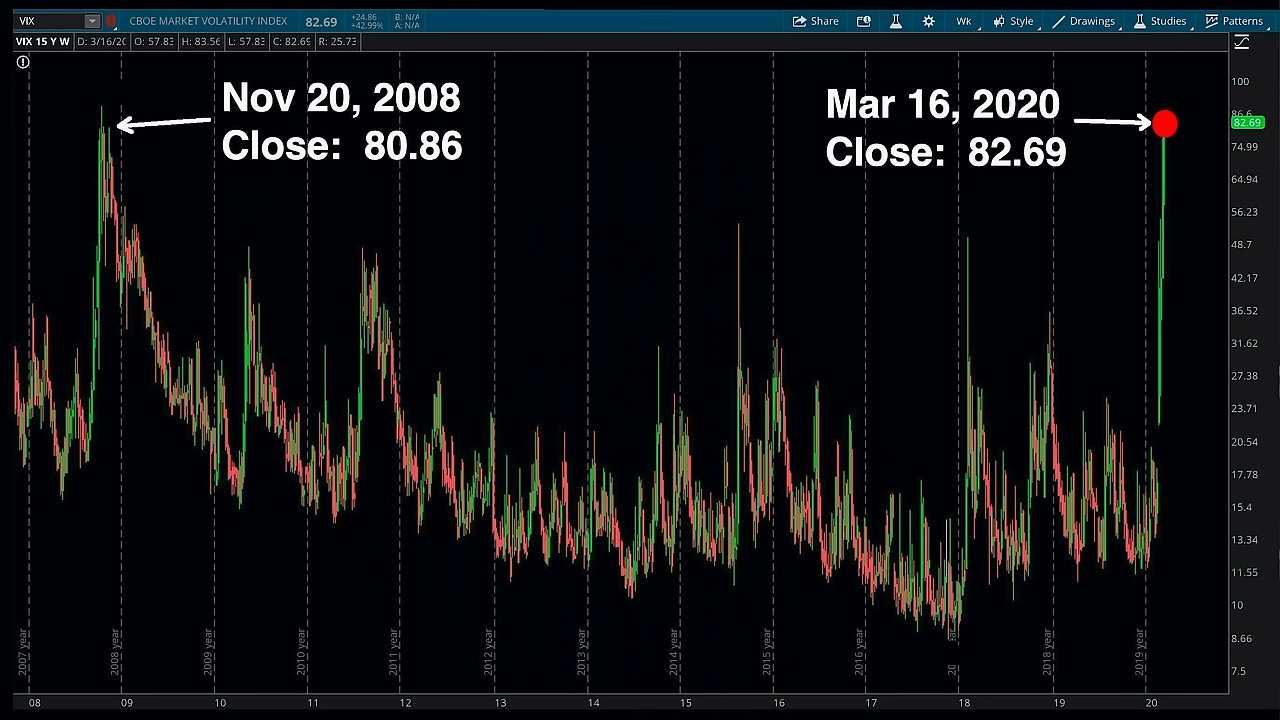 VIX
CBOE MARKET VOLATILITY INDEX
82.69
+24.86
+42.99%
B: N/A
A: N/A
Share
Wk
Style
Drawings
Studies
Patterns
VIX 15 Y W
D: 3/16/20
O: 57.83
H: 83.56
L: 57.83
C: 82.69
R: 25.73
Nov 20, 2008
Close: 80.86
Mar 16, 2020
Close: 82.69
100
86.6
82.69
74.99
64.94
56.23
48.7
42.17
36.52
31.62
27.38
23.71
20.54
17.78
15.4
13.34
11.55
10
8.66
7.5
2007 year
2008 year
2009 year
2010 year
2011 year
2012 year
2013 year
2014 year
2015 year
2016 year
2018 year
2019 year
08
09
10
11
12
13
14
15
16
17
18
19
20